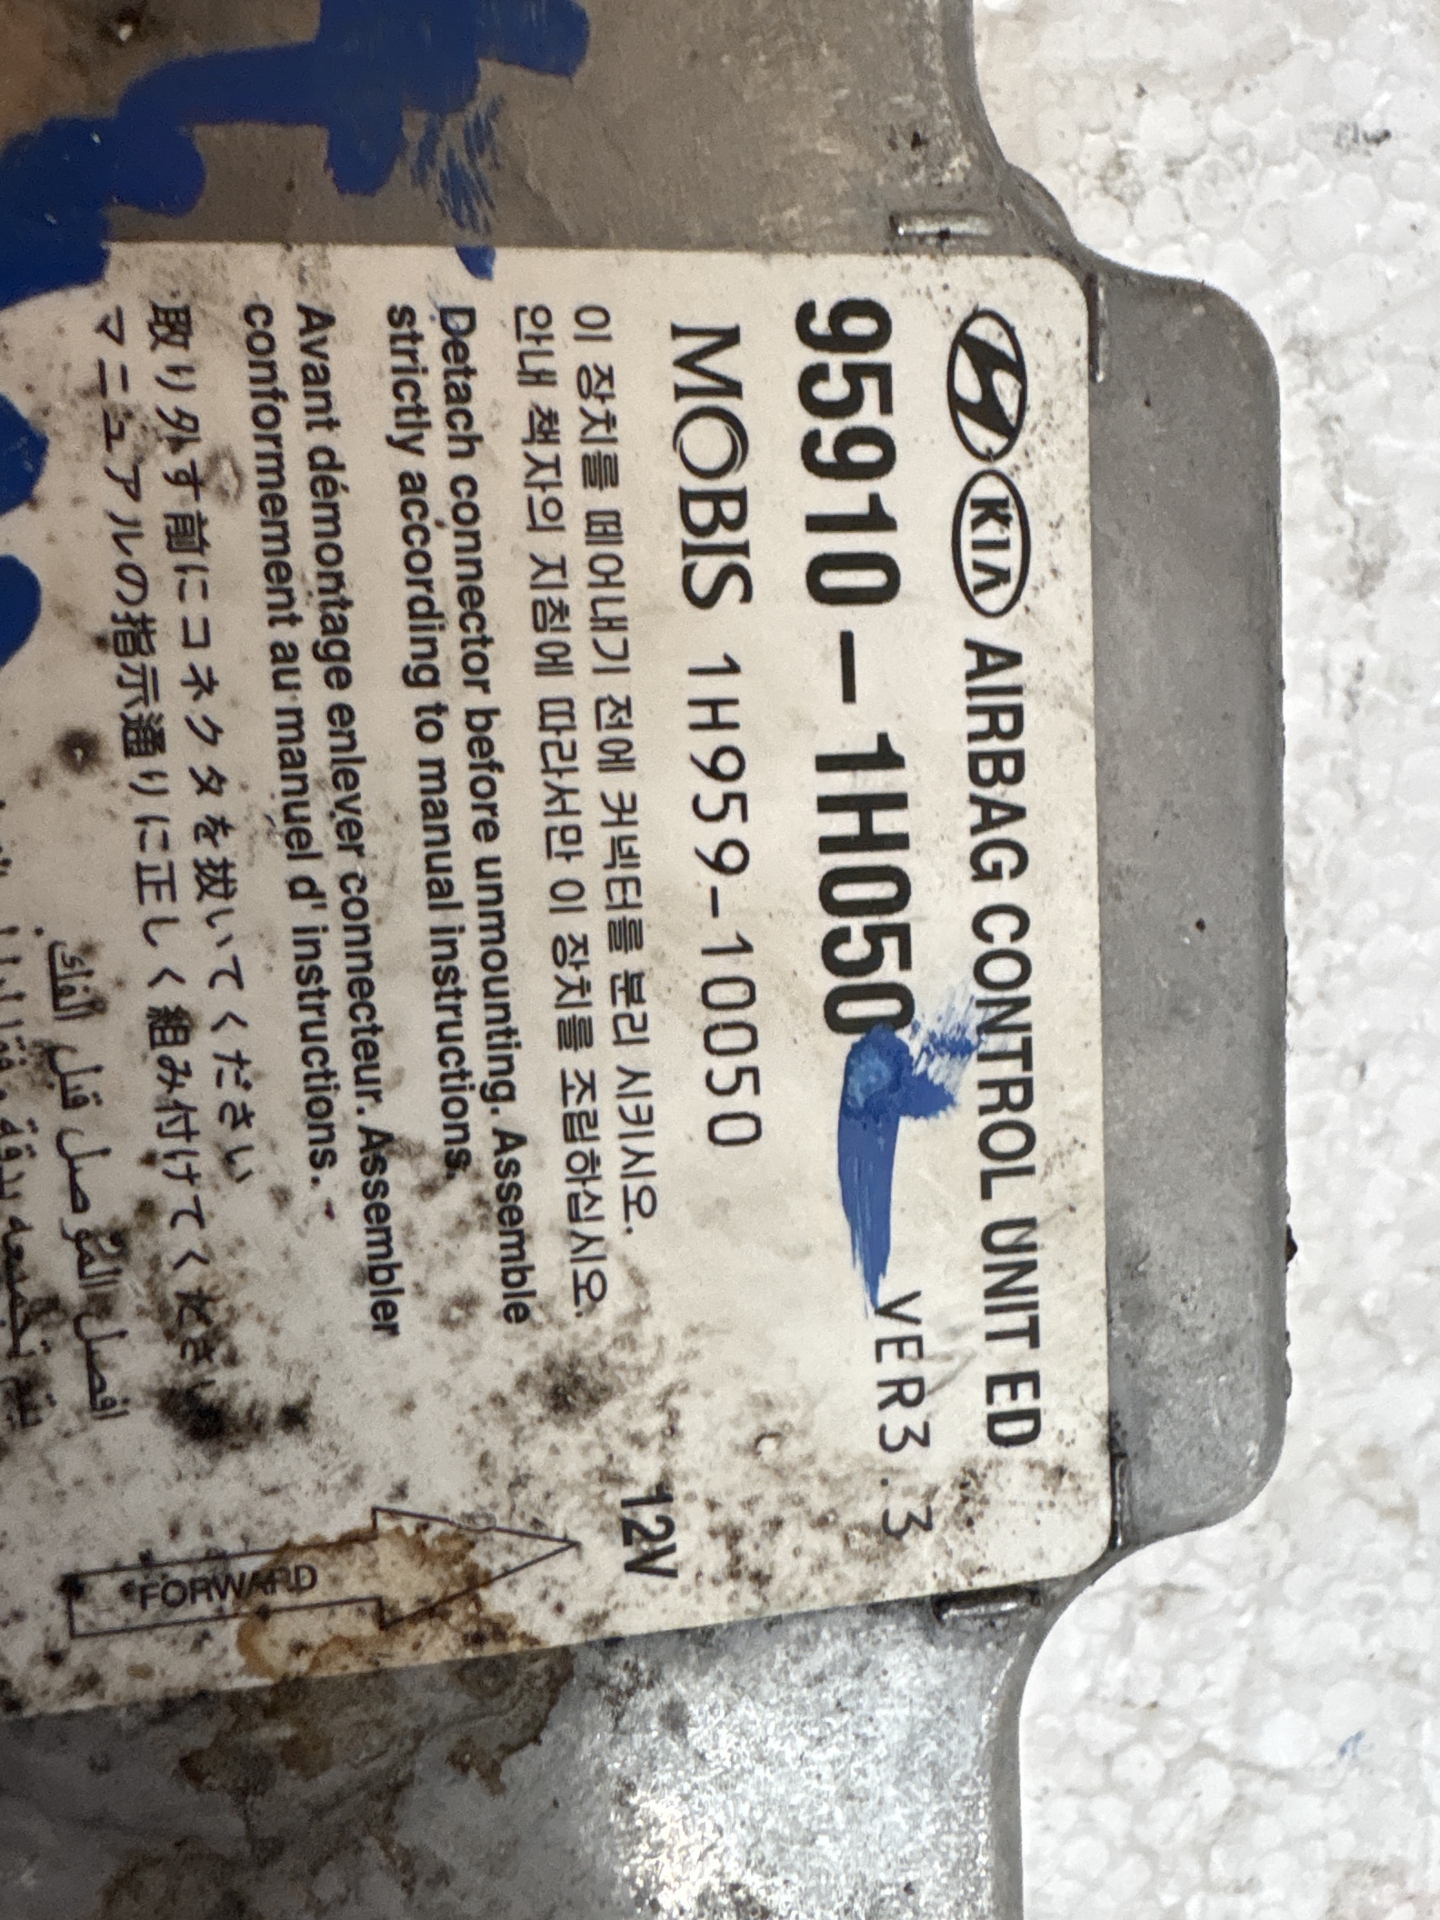 KIA AIRBAG CONTROL UNIT ED
95910-1H050 VER3.3
MOBIS 1H959-10050
12V
이 장치를 떼어내기 전에 커넥터를 분리 시키시오.
안내 책자의 지침에 따라서만 이 장치를 조립하십시오.
Detach connector before unmounting. Assemble
strictly according to manual instructions.
Avant démontage enlever connecteur. Assembler
conformement au manuel d' instructions.
取り外す前にコネクタを抜いてください
マニュアルの指示通りに正しく組み付けてください
افصل الموصل قبل الفك
FORWARD